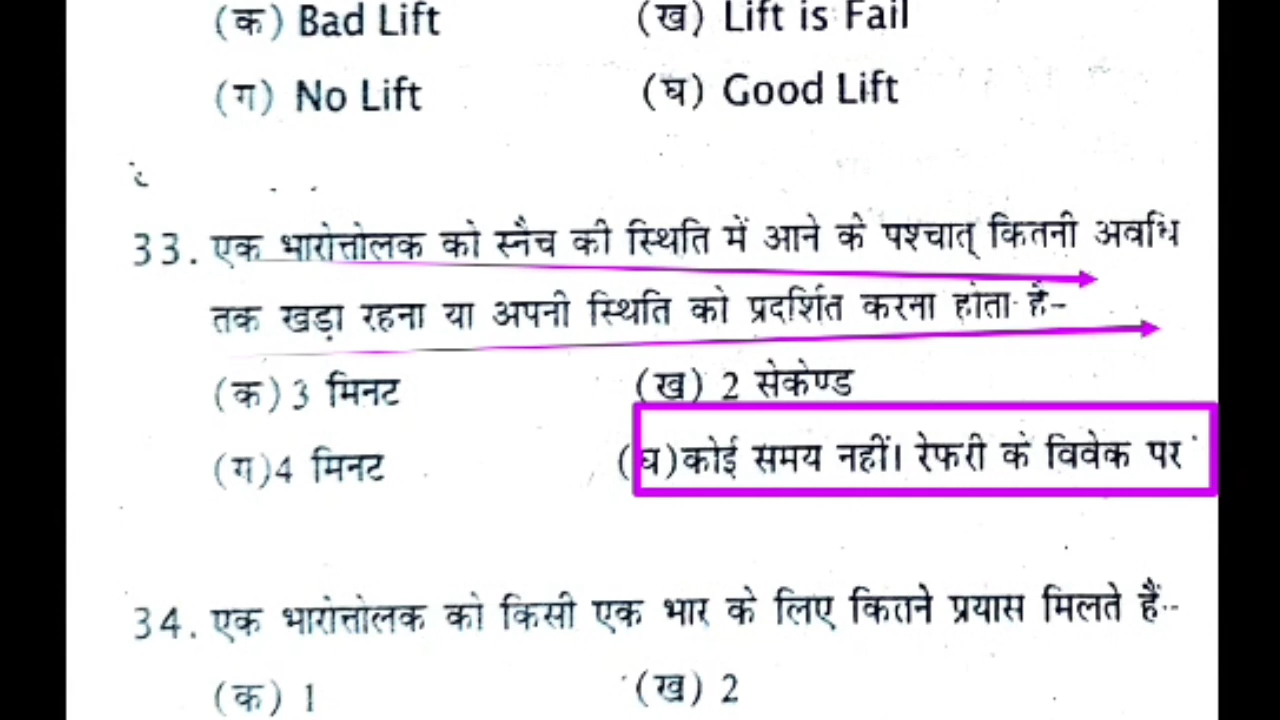 (क) Bad Lift (ख) Lift is Fail
(ग) No Lift (घ) Good Lift
33. एक भारोत्तोलक को स्नैच की स्थिति में आने के पश्चात् कितनी अवधि
तक खड़ा रहना या अपनी स्थिति को प्रदर्शित करना होता है-
(क) 3 मिनट (ख) 2 सेकेण्ड
(ग)4 मिनट (घ)कोई समय नहीं। रेफरी के विवेक पर
34. एक भारोत्तोलक को किसी एक भार के लिए कितने प्रयास मिलते हैं-
(क) 1 (ख) 2